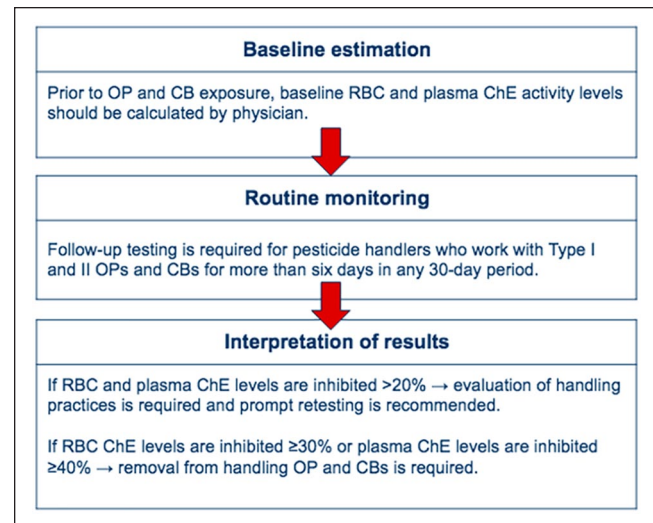 Baseline estimation
Prior to OP and CB exposure, baseline RBC and plasma ChE activity levels
should be calculated by physician.
Routine monitoring
Follow-up testing is required for pesticide handlers who work with Type I
and II OPs and CBs for more than six days in any 30-day period.
Interpretation of results
If RBC and plasma ChE levels are inhibited >20% → evaluation of handling
practices is required and prompt retesting is recommended.
If RBC ChE levels are inhibited ≥30% or plasma ChE levels are inhibited
≥40% → removal from handling OP and CBs is required.